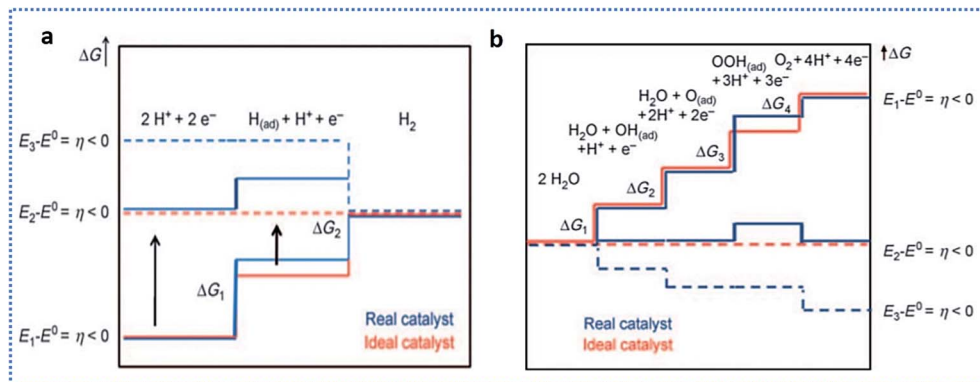 a
ΔG
2 H⁺ + 2 e⁻
H(ad) + H⁺ + e⁻
H₂
E₃-E⁰ = η < 0
E₂-E⁰ = η < 0
ΔG₂
ΔG₁
Real catalyst
Ideal catalyst
E₁-E⁰ = η < 0
b
ΔG
OOH(ad) O₂ + 4H⁺ + 4e⁻
+ 3H⁺ + 3e⁻
H₂O + O(ad)
+2H⁺ + 2e⁻
H₂O + OH(ad)
+H⁺ + e⁻
2 H₂O
ΔG₄
E₁-E⁰ = η < 0
ΔG₃
ΔG₂
ΔG₁
E₂-E⁰ = η < 0
E₃-E⁰ = η < 0
Real catalyst
Ideal catalyst